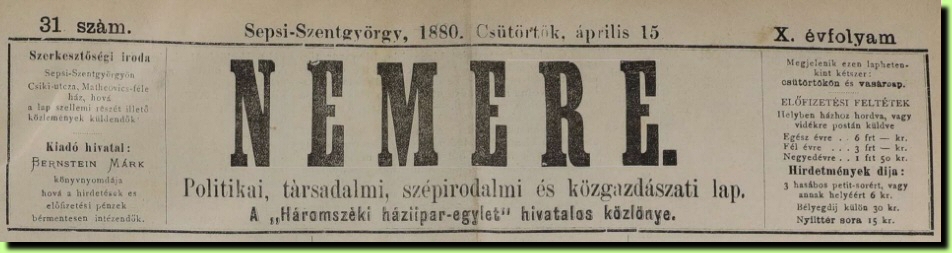 31 szàm.
Sepsi-Szentgyörgy, 1880. Csütörtök, április 15
X. évfolyam
Szerkesztőségi iroda
Sepsi-Szentgyörgyön
Csiki-utcza, Matheovics-féle
ház, hová
a lap szellemi részét illető
közlemények küldendők
Kiadó hivatal:
BERNSTEIN MÁRK
könyvnyomdája
hová a hirdetések és
előfizetési pénzek
bérmentesen intézendők.
NEMERE.
Politikai, tàrsadalmi, szépirodalmi és közgazdászati lap.
A „Háromszèki háziipar-egylet" hivatalos közlönye.
Megjelenik ezen lap heten-
kint kétszer:
csütörtökön és vasárnap.
ELŐFIZETÉSI FELTÉTEK
Helyben házhoz hordva, vagy
vidékre postán küldve
Egész évre . . 6 frt — kr.
Fél évre . . . 3 frt — kr.
Negyedévre . . 1 frt 50 kr.
Hirdetmények dija:
3 hasábos petit-sorért, vagy
annak helyéért 6 kr.
Bélyegdij külön 30 kr.
Nyilttér sora 15 kr.